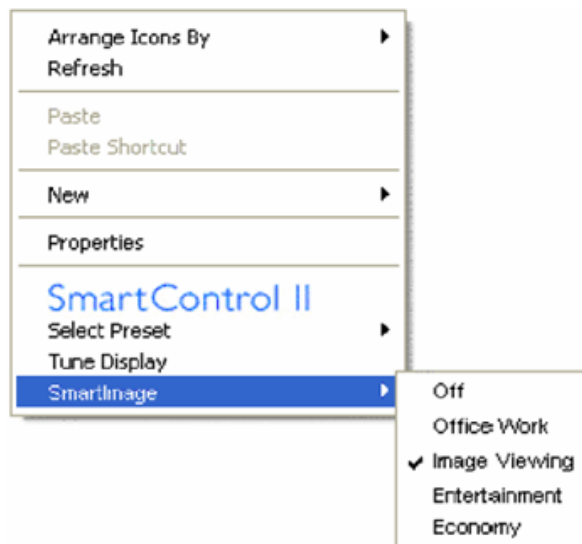 Arrange Icons By
Refresh
Paste
Paste Shortcut
New
Properties
SmartControl II
Select Preset
Tune Display
SmartImage
Off
Office Work
Image Viewing
Entertainment
Economy